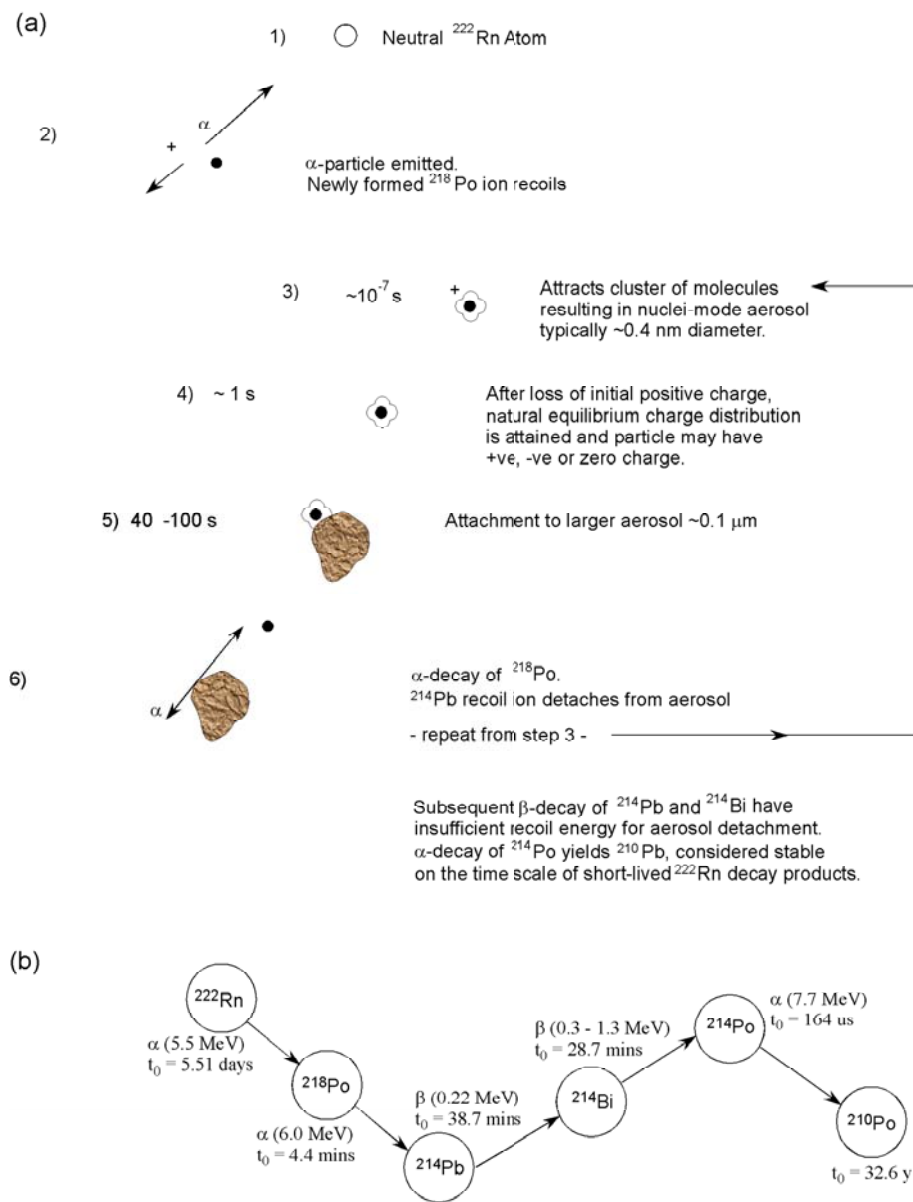 (a)
1) Neutral ²²²Rn Atom
α
2)
+
α-particle emitted.
Newly formed ²¹⁸Po ion recoils
3) ~10⁻⁷ s
+
Attracts cluster of molecules
resulting in nuclei-mode aerosol
typically ~0.4 nm diameter.
4) ~ 1 s
After loss of initial positive charge,
natural equilibrium charge distribution
is attained and particle may have
+ve, -ve or zero charge.
5) 40 -100 s
Attachment to larger aerosol ~0.1 μm
6)
α
α-decay of ²¹⁸Po.
²¹⁴Pb recoil ion detaches from aerosol
- repeat from step 3 -
Subsequent β-decay of ²¹⁴Pb and ²¹⁴Bi have
insufficient recoil energy for aerosol detachment.
α-decay of ²¹⁴Po yields ²¹⁰Pb, considered stable
on the time scale of short-lived ²²²Rn decay products.
(b)
²²²Rn
α (5.5 MeV)
t₀ = 5.51 days
²¹⁸Po
α (6.0 MeV)
t₀ = 4.4 mins
²¹⁴Pb
β (0.22 MeV)
t₀ = 38.7 mins
²¹⁴Bi
β (0.3 - 1.3 MeV)
t₀ = 28.7 mins
²¹⁴Po
α (7.7 MeV)
t₀ = 164 us
²¹⁰Po
t₀ = 32.6 y